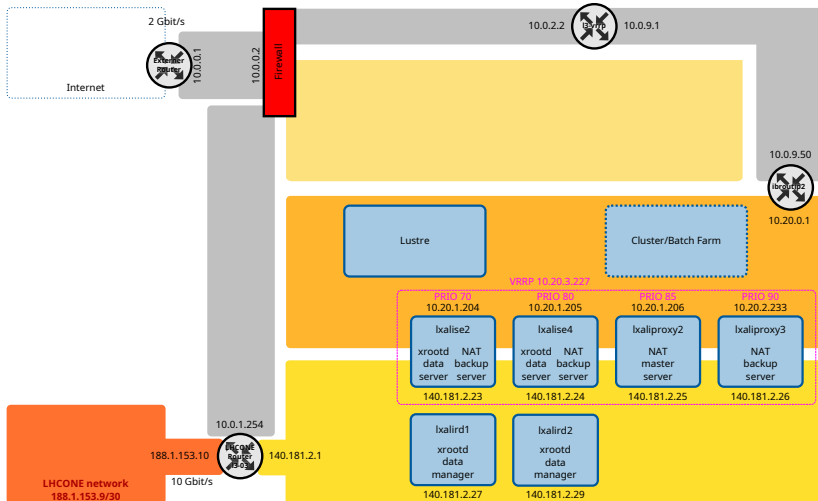 2 Gbit/s
Externer
Router
10.0.0.1
Internet
10.0.0.2
Firewall
10.0.2.2
l3-vrrp
10.0.9.1
10.0.9.50
ibroutip2
10.20.0.1
Lustre
Cluster/Batch Farm
VRRP 10.20.3.227
PRIO 70
PRIO 80
PRIO 85
PRIO 90
10.20.1.204
10.20.1.205
10.20.1.206
10.20.2.233
lxalise2
xrootd
data
server
NAT
backup
server
lxalise4
xrootd
data
server
NAT
backup
server
lxaliproxy2
NAT
master
server
lxaliproxy3
NAT
backup
server
140.181.2.23
140.181.2.24
140.181.2.25
140.181.2.26
lxalird1
xrootd
data
manager
lxalird2
xrootd
data
manager
140.181.2.27
140.181.2.29
10.0.1.254
188.1.153.10
LHCONE
Router
140.181.2.1
10 Gbit/s
LHCONE network
188.1.153.9/30